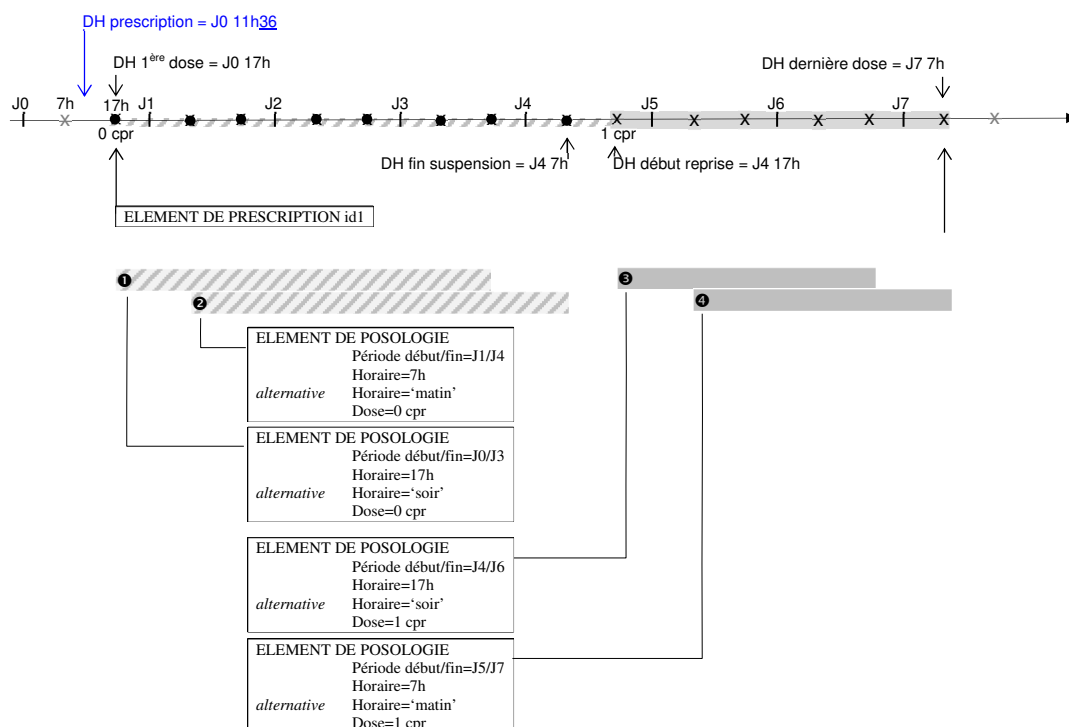 DH prescription = J0 11h36
DH 1ère dose = J0 17h
DH dernière dose = J7 7h
J0 7h 17h J1 J2 J3 J4 J5 J6 J7
0 cpr
1 cpr
DH fin suspension = J4 7h
DH début reprise = J4 17h
ELEMENT DE PRESCRIPTION id1
❶
❷
❸
❹
ELEMENT DE POSOLOGIE
Période début/fin=J1/J4
Horaire=7h
alternative Horaire=‘matin’
Dose=0 cpr
ELEMENT DE POSOLOGIE
Période début/fin=J0/J3
Horaire=17h
alternative Horaire=‘soir’
Dose=0 cpr
ELEMENT DE POSOLOGIE
Période début/fin=J4/J6
Horaire=17h
alternative Horaire=‘soir’
Dose=1 cpr
ELEMENT DE POSOLOGIE
Période début/fin=J5/J7
Horaire=7h
alternative Horaire=‘matin’
Dose=1 cpr